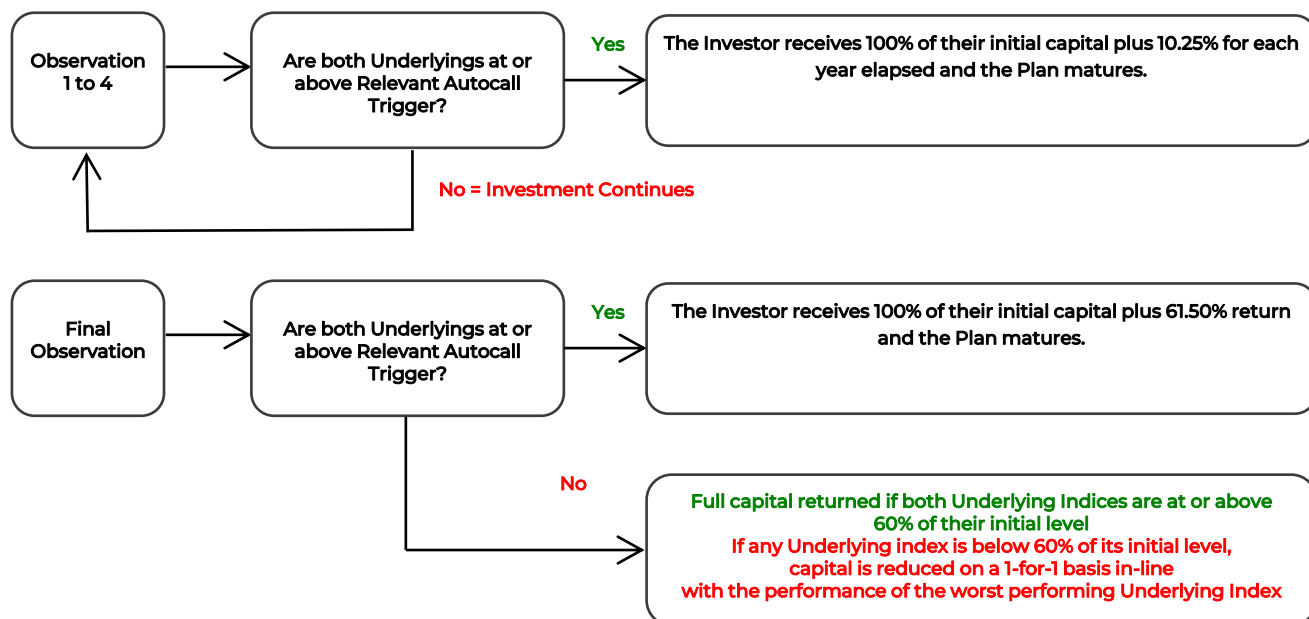 Observation
1 to 4
Are both Underlyings at or
above Relevant Autocall
Trigger?
Yes
The Investor receives 100% of their initial capital plus 10.25% for each
year elapsed and the Plan matures.
No = Investment Continues
Final
Observation
Are both Underlyings at or
above Relevant Autocall
Trigger?
Yes
The Investor receives 100% of their initial capital plus 61.50% return
and the Plan matures.
No
Full capital returned if both Underlying Indices are at or above
60% of their initial level
If any Underlying index is below 60% of its initial level,
capital is reduced on a 1-for-1 basis in-line
with the performance of the worst performing Underlying Index